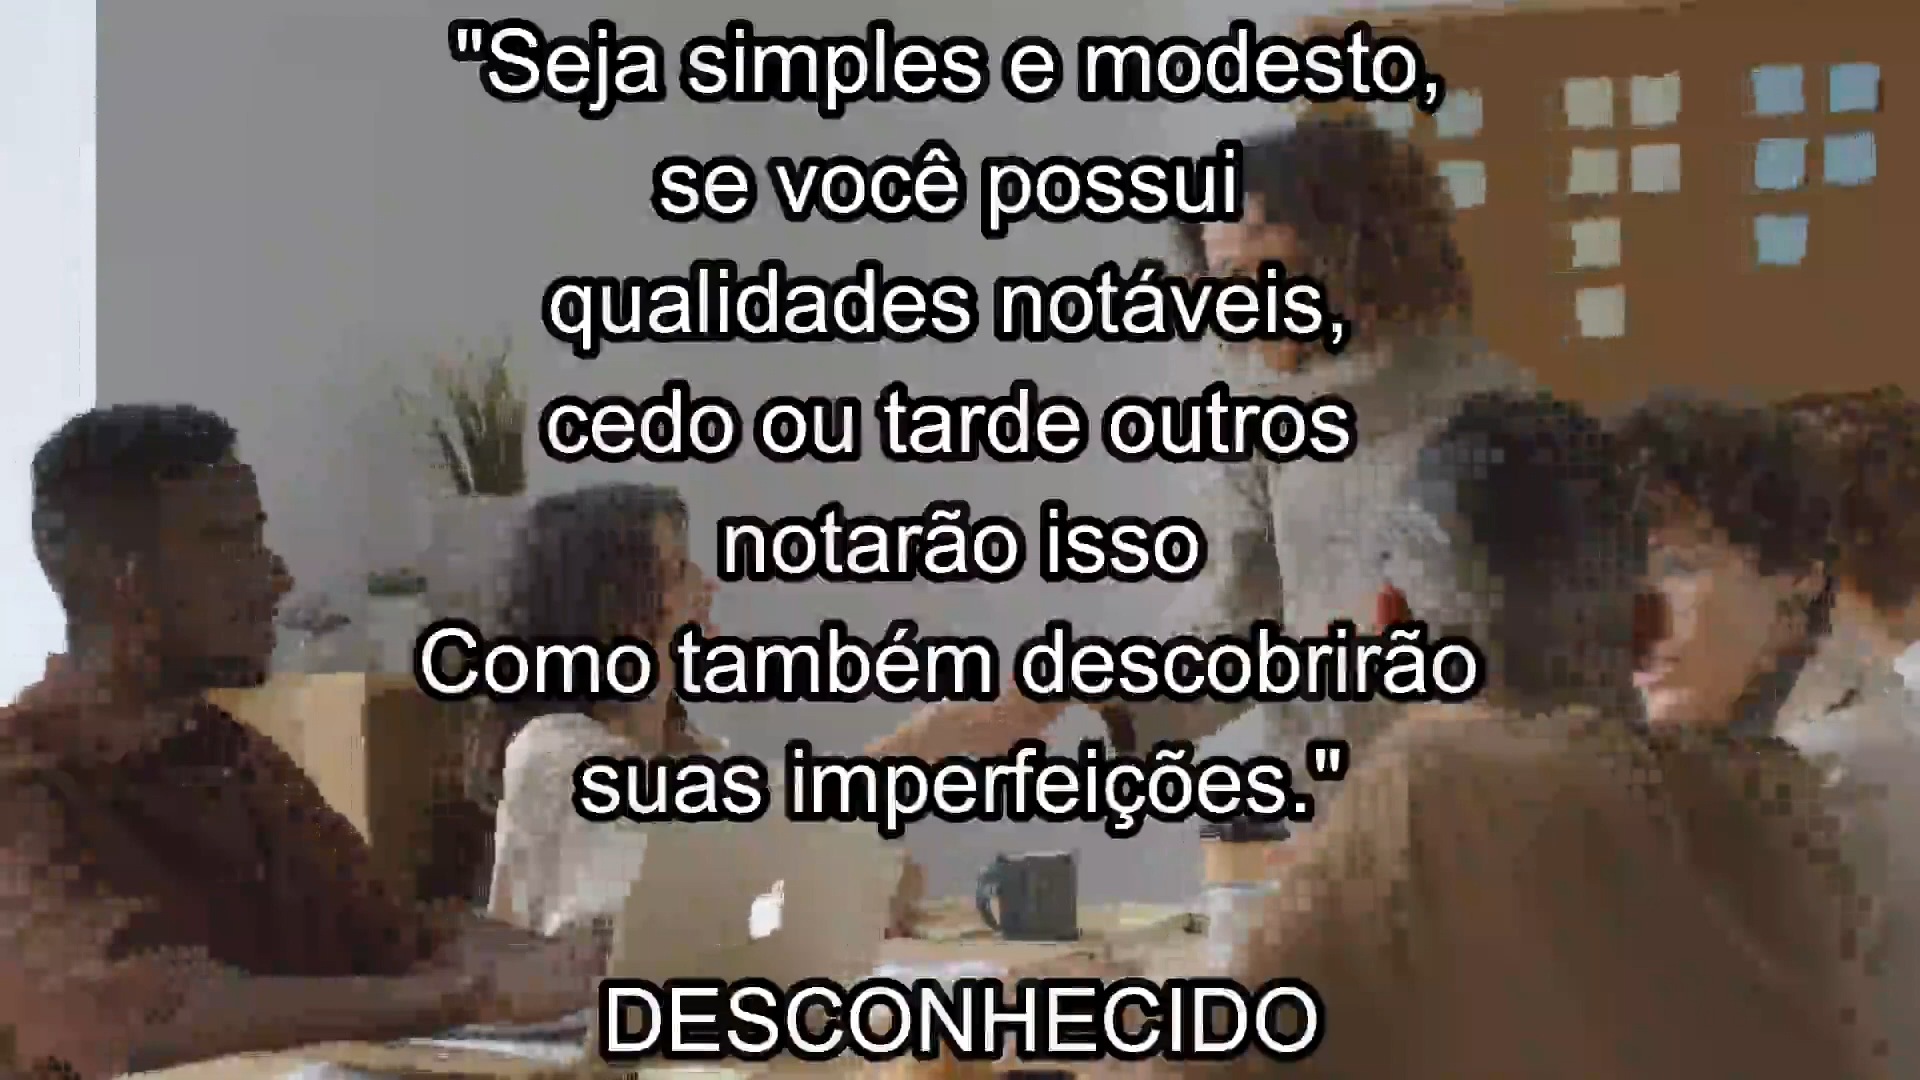 "Seja simples e modesto,
se você possui
qualidades notáveis,
cedo ou tarde outros
notarão isso
Como também descobrirão
suas imperfeições."
DESCONHECIDO